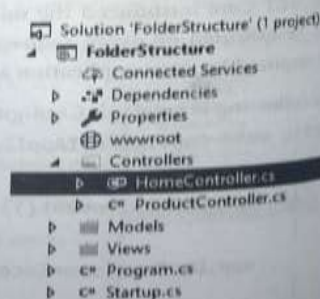 Solution 'FolderStructure' (1 project)
FolderStructure
Connected Services
Dependencies
Properties
wwwroot
Controllers
HomeController.cs
C# ProductController.cs
Models
Views
C# Program.cs
C# Startup.cs